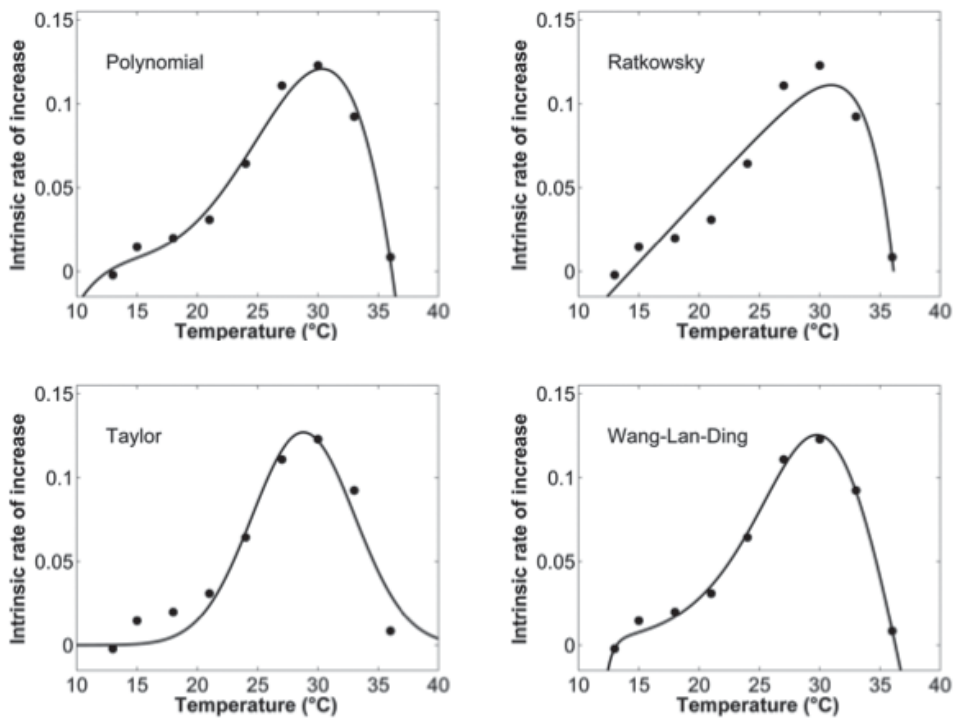 0.15
Polynomial
0.1
0.05
0
Intrinsic rate of increase
10 15 20 25 30 35 40
Temperature (°C)
0.15
Ratkowsky
0.1
0.05
0
Intrinsic rate of increase
10 15 20 25 30 35 40
Temperature (°C)
0.15
Taylor
0.1
0.05
0
Intrinsic rate of increase
10 15 20 25 30 35 40
Temperature (°C)
0.15
Wang-Lan-Ding
0.1
0.05
0
Intrinsic rate of increase
10 15 20 25 30 35 40
Temperature (°C)